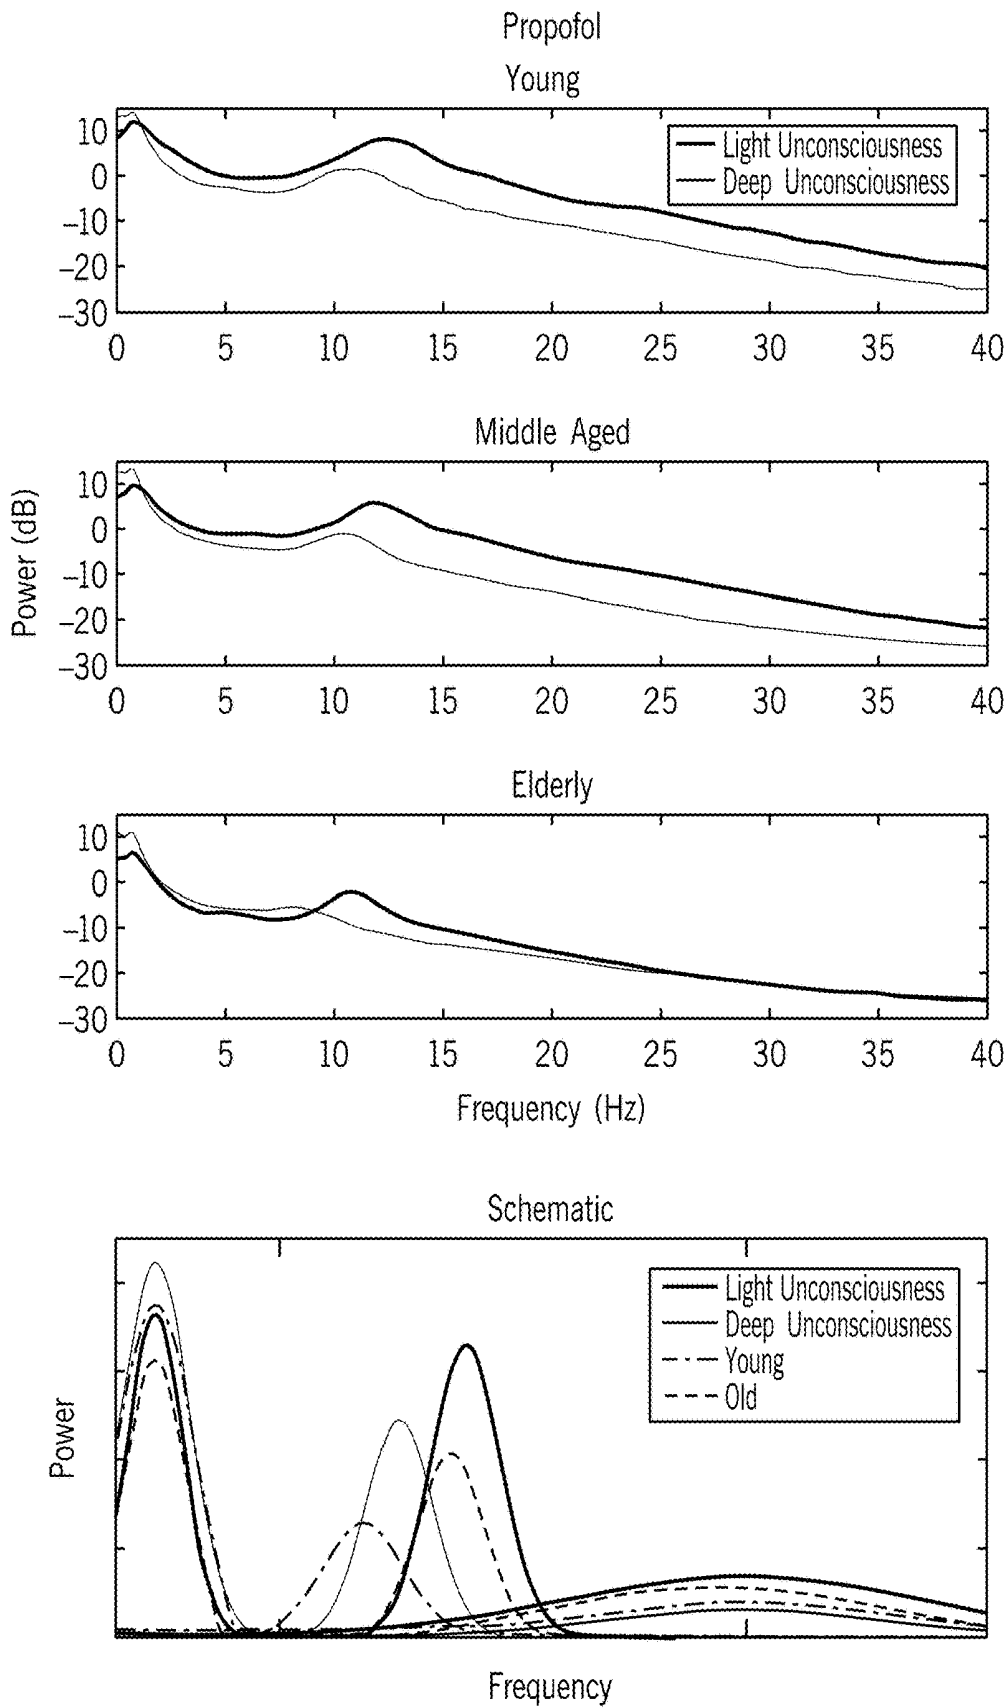 Propofol
Young
10
0
−10
−20
−30
Light Unconsciousness
Deep Unconsciousness
0 5 10 15 20 25 30 35 40
Middle Aged
10
0
−10
−20
−30
0 5 10 15 20 25 30 35 40
Power (dB)
Elderly
10
0
−10
−20
−30
0 5 10 15 20 25 30 35 40
Frequency (Hz)
Schematic
Light Unconsciousness
Deep Unconsciousness
Young
Old
Power
Frequency